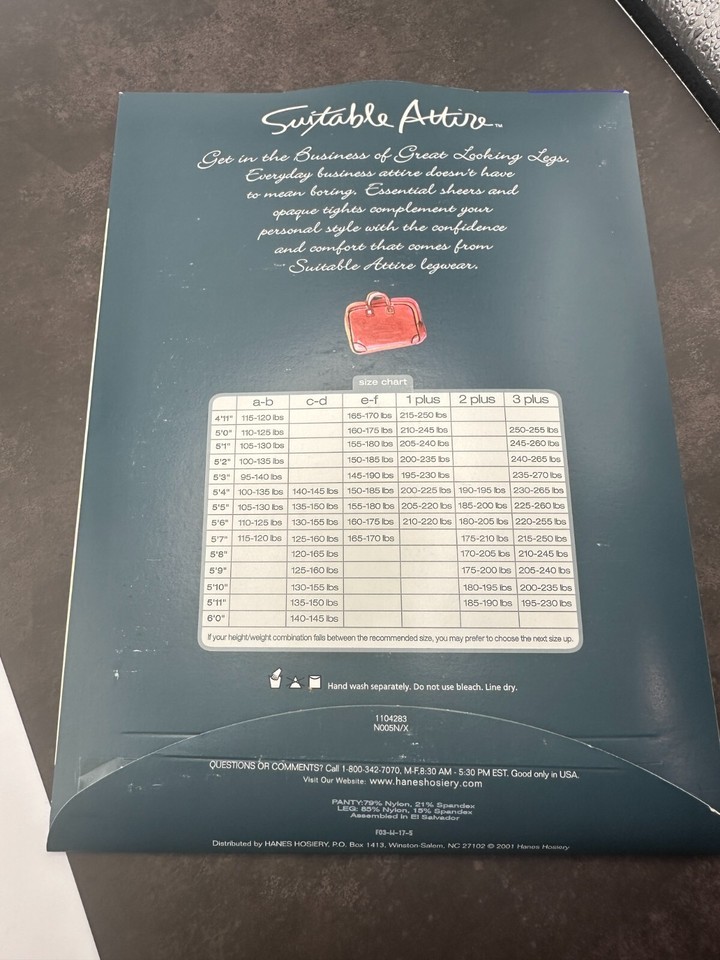 Suitable Attire™
Get in the Business of Great Looking Legs.
Everyday business attire doesn't have
to mean boring. Essential sheers and
opaque tights complement your
personal style with the confidence
and comfort that comes from
Suitable Attire legwear.
size chart
a-b c-d e-f 1 plus 2 plus 3 plus
4'11" 115-120 lbs 165-170 lbs 215-250 lbs
5'0" 110-125 lbs 160-175 lbs 210-245 lbs 250-255 lbs
5'1" 105-130 lbs 155-180 lbs 205-240 lbs 245-260 lbs
5'2" 100-135 lbs 150-185 lbs 200-235 lbs 240-265 lbs
5'3" 95-140 lbs 145-190 lbs 195-230 lbs 235-270 lbs
5'4" 100-135 lbs 140-145 lbs 150-185 lbs 200-225 lbs 190-195 lbs 230-265 lbs
5'5" 105-130 lbs 135-150 lbs 155-180 lbs 205-220 lbs 185-200 lbs 225-260 lbs
5'6" 110-125 lbs 130-155 lbs 160-175 lbs 210-220 lbs 180-205 lbs 220-255 lbs
5'7" 115-120 lbs 125-160 lbs 165-170 lbs 175-210 lbs 215-250 lbs
5'8" 120-165 lbs 170-205 lbs 210-245 lbs
5'9" 125-160 lbs 175-200 lbs 205-240 lbs
5'10" 130-155 lbs 180-195 lbs 200-235 lbs
5'11" 135-150 lbs 185-190 lbs 195-230 lbs
6'0" 140-145 lbs
If your height/weight combination falls between the recommended size, you may prefer to choose the next size up.
Hand wash separately. Do not use bleach. Line dry.
1104283
N005N/X
QUESTIONS OR COMMENTS? Call 1-800-342-7070, M-F,8:30 AM - 5:30 PM EST. Good only in USA.
Visit Our Website: www.haneshosiery.com
PANTY:79% Nylon, 21% Spandex
LEG: 85% Nylon, 15% Spandex
Assembled in El Salvador
F03-W-17-5
Distributed by HANES HOSIERY, P.O. Box 1413, Winston-Salem, NC 27102 © 2001 Hanes Hosiery